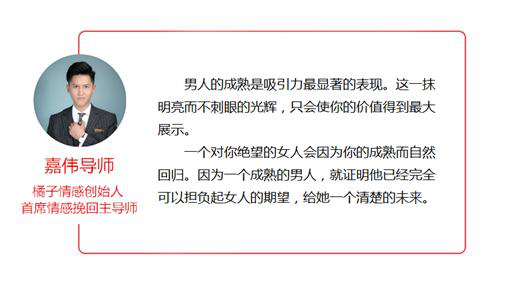 男人的成熟是吸引力最显著的表现。这一抹
明亮而不刺眼的光辉，只会使你的价值得到最大
展示。
一个对你绝望的女人会因为你的成熟而自然
回归。因为一个成熟的男人，就证明他已经完全
可以担负起女人的期望，给她一个清楚的未来。
嘉伟导师
橘子情感创始人
首席情感挽回主导师